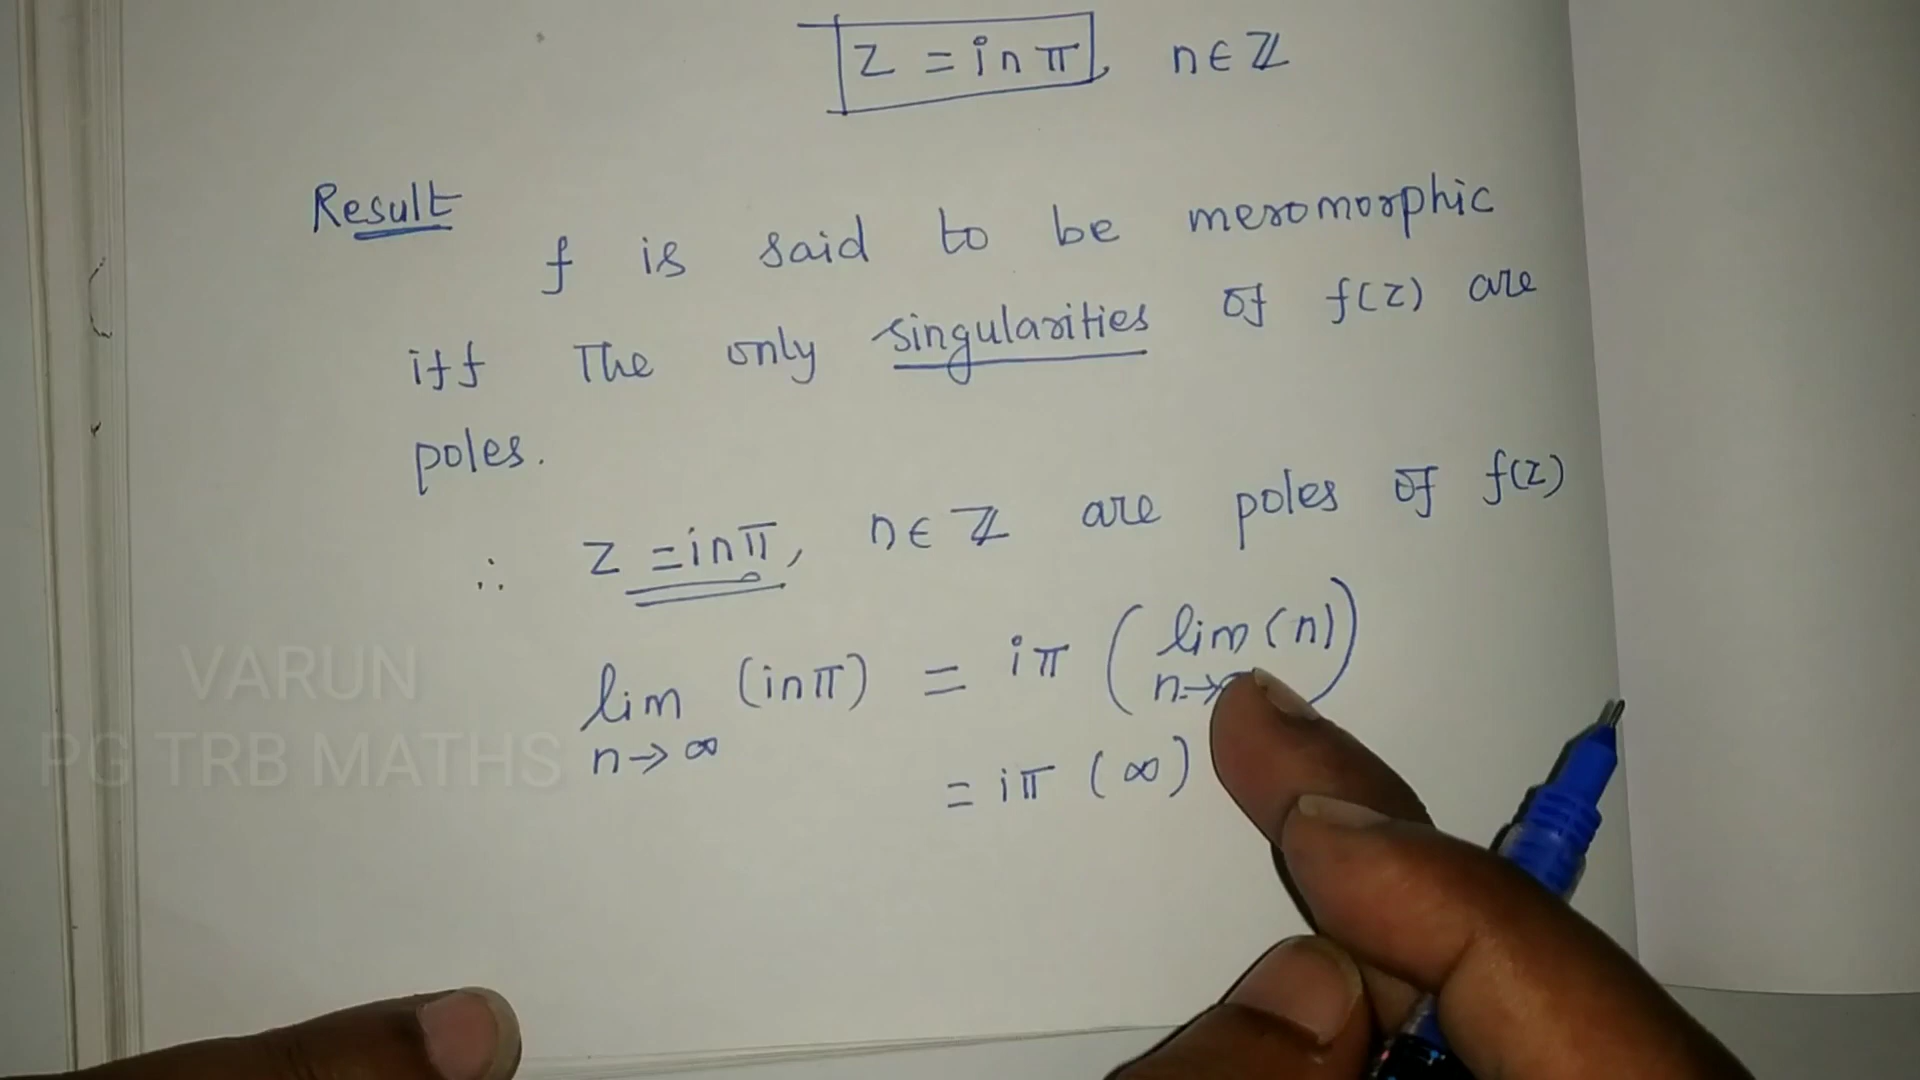 z = inπ, n∈ℤ
Result
f is said to be meromorphic
iff The only singularities of f(z) are
poles.
∴ z = inπ, n∈ℤ are poles of f(z)
lim (inπ) = iπ (lim (n))
n→∞ n→
= iπ (∞)
VARUN
PG TRB MATHS